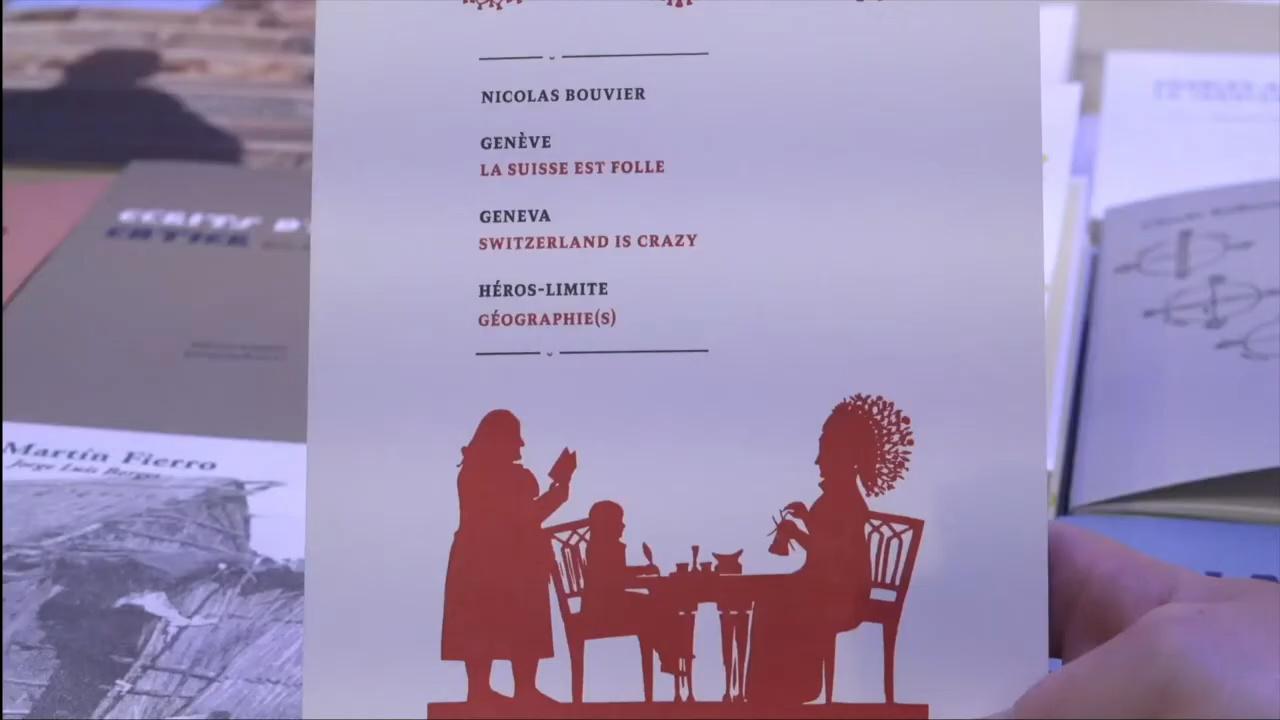 NICOLAS BOUVIER
GENÈVE
LA SUISSE EST FOLLE
GENEVA
SWITZERLAND IS CRAZY
HÉROS-LIMITE
GÉOGRAPHIE(S)
ECRITS
Martín Fierro
Jorge Luis Borges